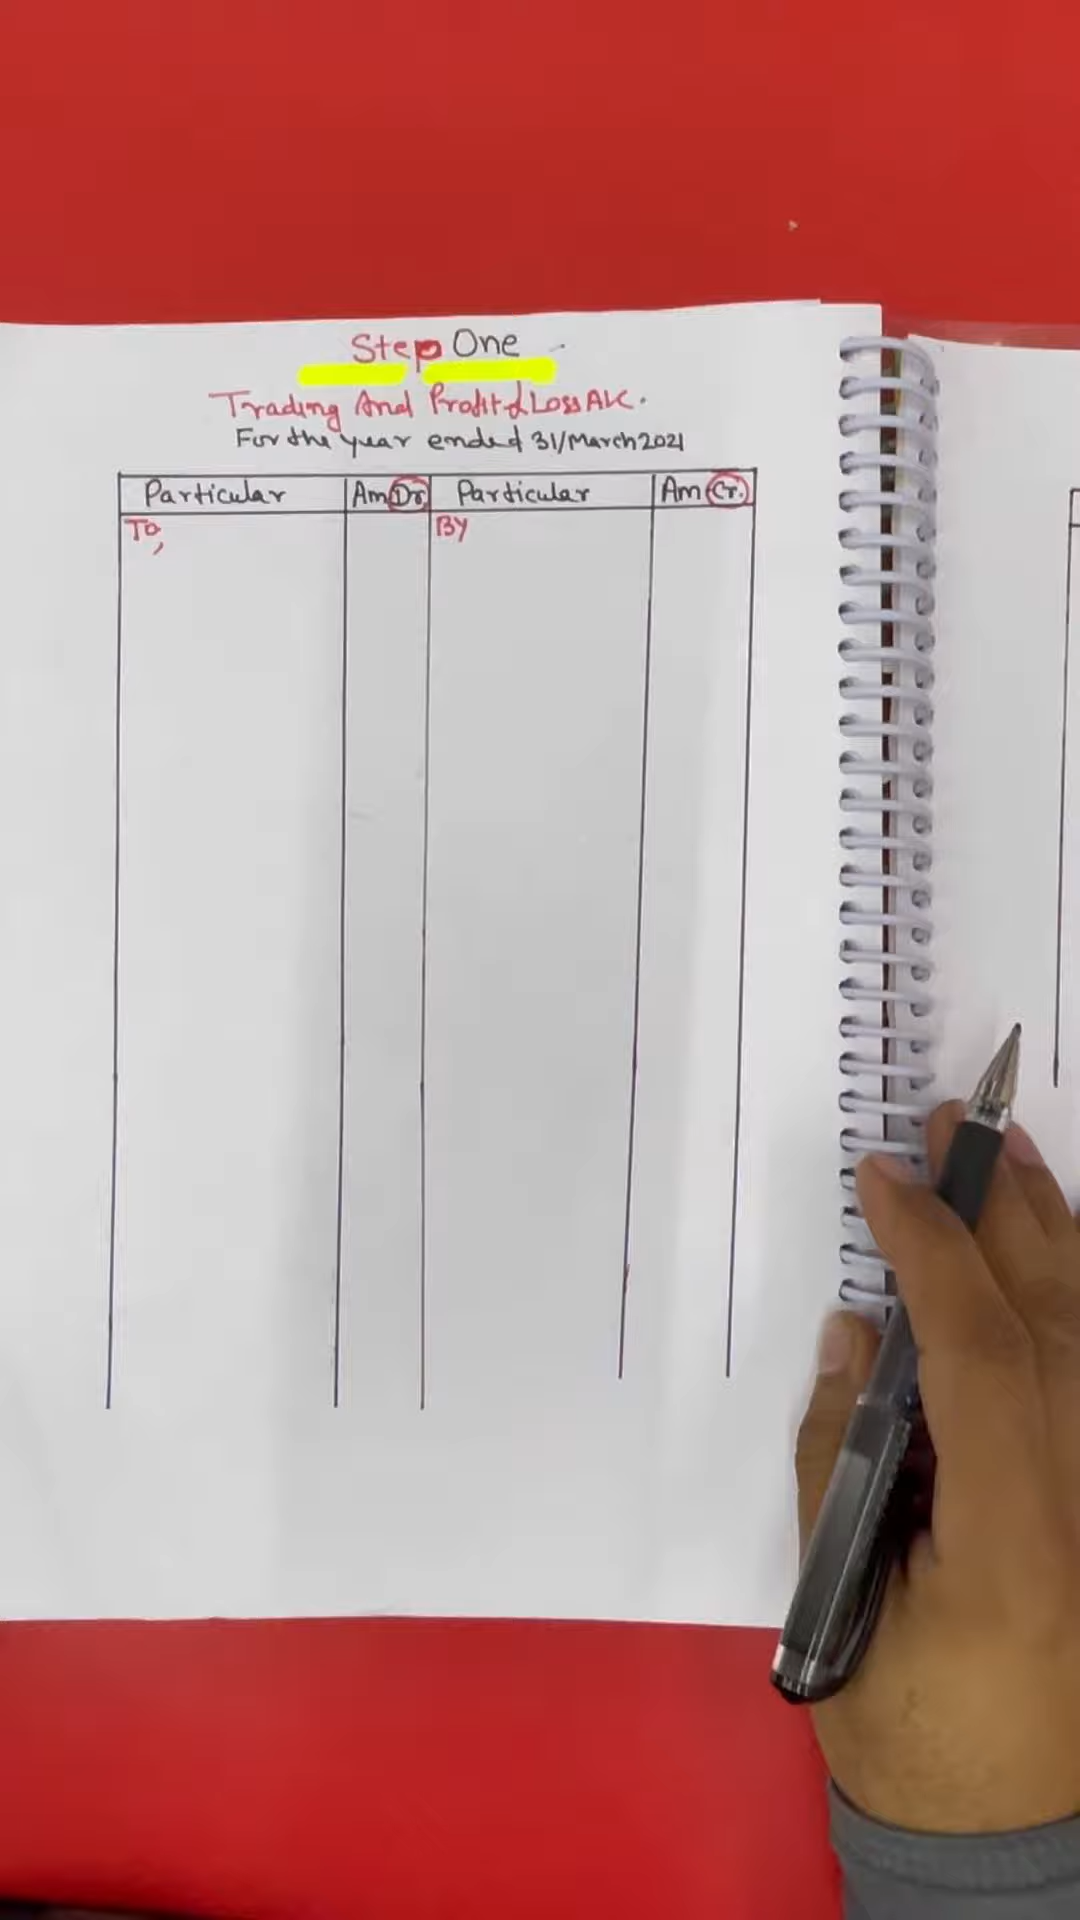 Step One
Trading And Profit & Loss A/c.
For the year ended 31/March 2021
Particular Am Dr Particular Am Cr.
To, By